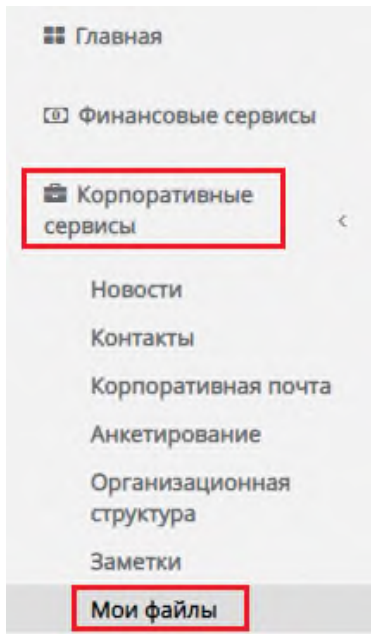 Главная
Финансовые сервисы
Корпоративные
сервисы
Новости
Контакты
Корпоративная почта
Анкетирование
Организационная
структура
Заметки
Мои файлы